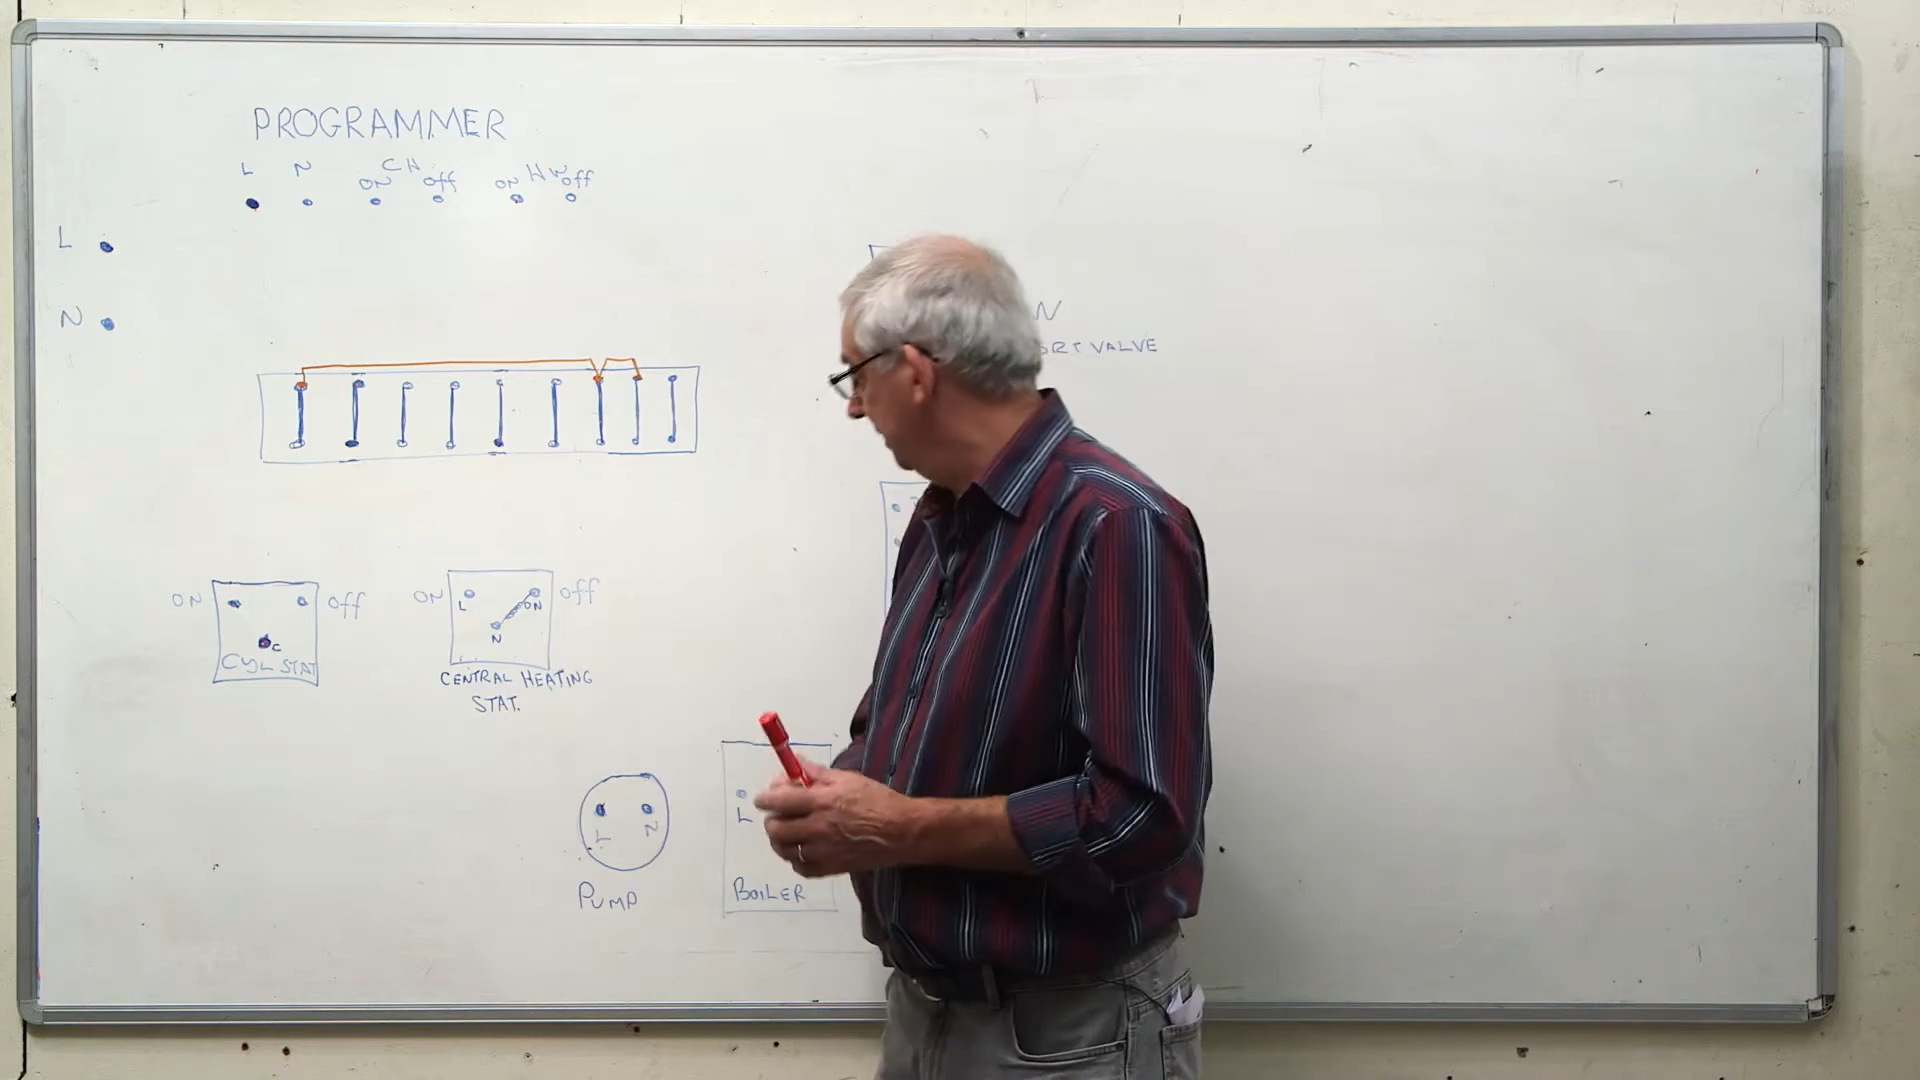 PROGRAMMER
L N CH HW
ON Off ON Off
L
N
N
ORT VALVE
ON Off ON Off
L ON
N
C
CYL STAT
CENTRAL HEATING
STAT.
L
L N
BOILER
PUMP